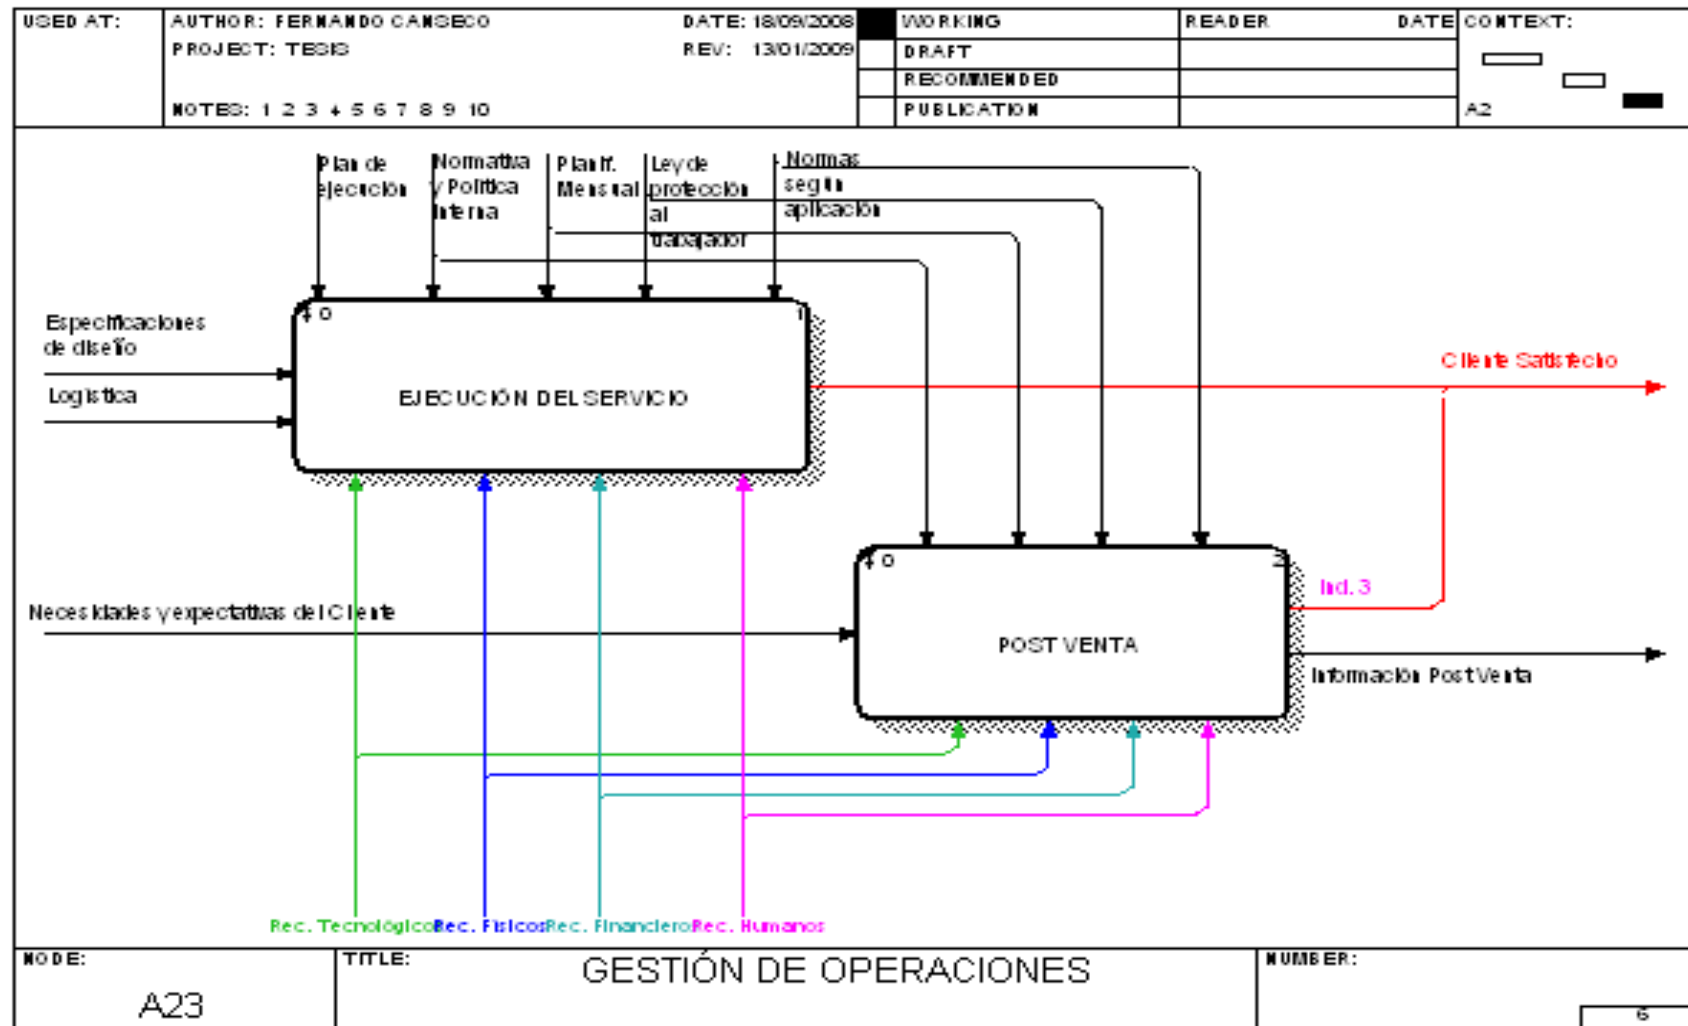 USED AT:
AUTHOR: FERNANDO CANSECO
DATE: 18/09/2008
WORKING
READER
DATE
CONTEXT:
PROJECT: TESIS
REV: 13/01/2009
DRAFT
RECOMMENDED
NOTES: 1 2 3 4 5 6 7 8 9 10
PUBLICATION
A2
Plan de
ejecución
Normativa
y Política
Interna
Planif.
Mensual
Ley de
protección
al
trabajador
Normas
según
aplicación
Especificaciones
de diseño
Logística
$ 0
1
EJECUCIÓN DEL SERVICIO
Cliente Satisfecho
Necesidades y expectativas del Cliente
$ 0
2
POST VENTA
Ind. 3
Información Post Venta
Rec. Tecnológico
Rec. Físicos
Rec. Financiero
Rec. Humanos
NODE:
A23
TITLE:
GESTIÓN DE OPERACIONES
NUMBER:
6